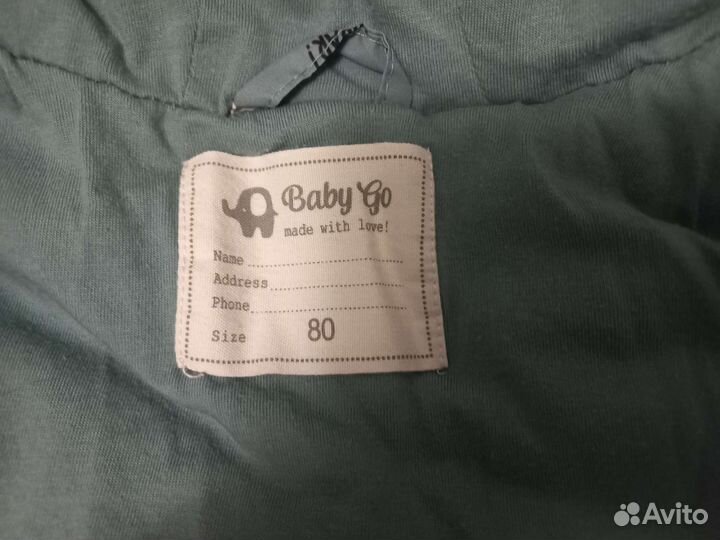 Baby Go
made with love!
Name
Address
Phone
Size 80
Avito